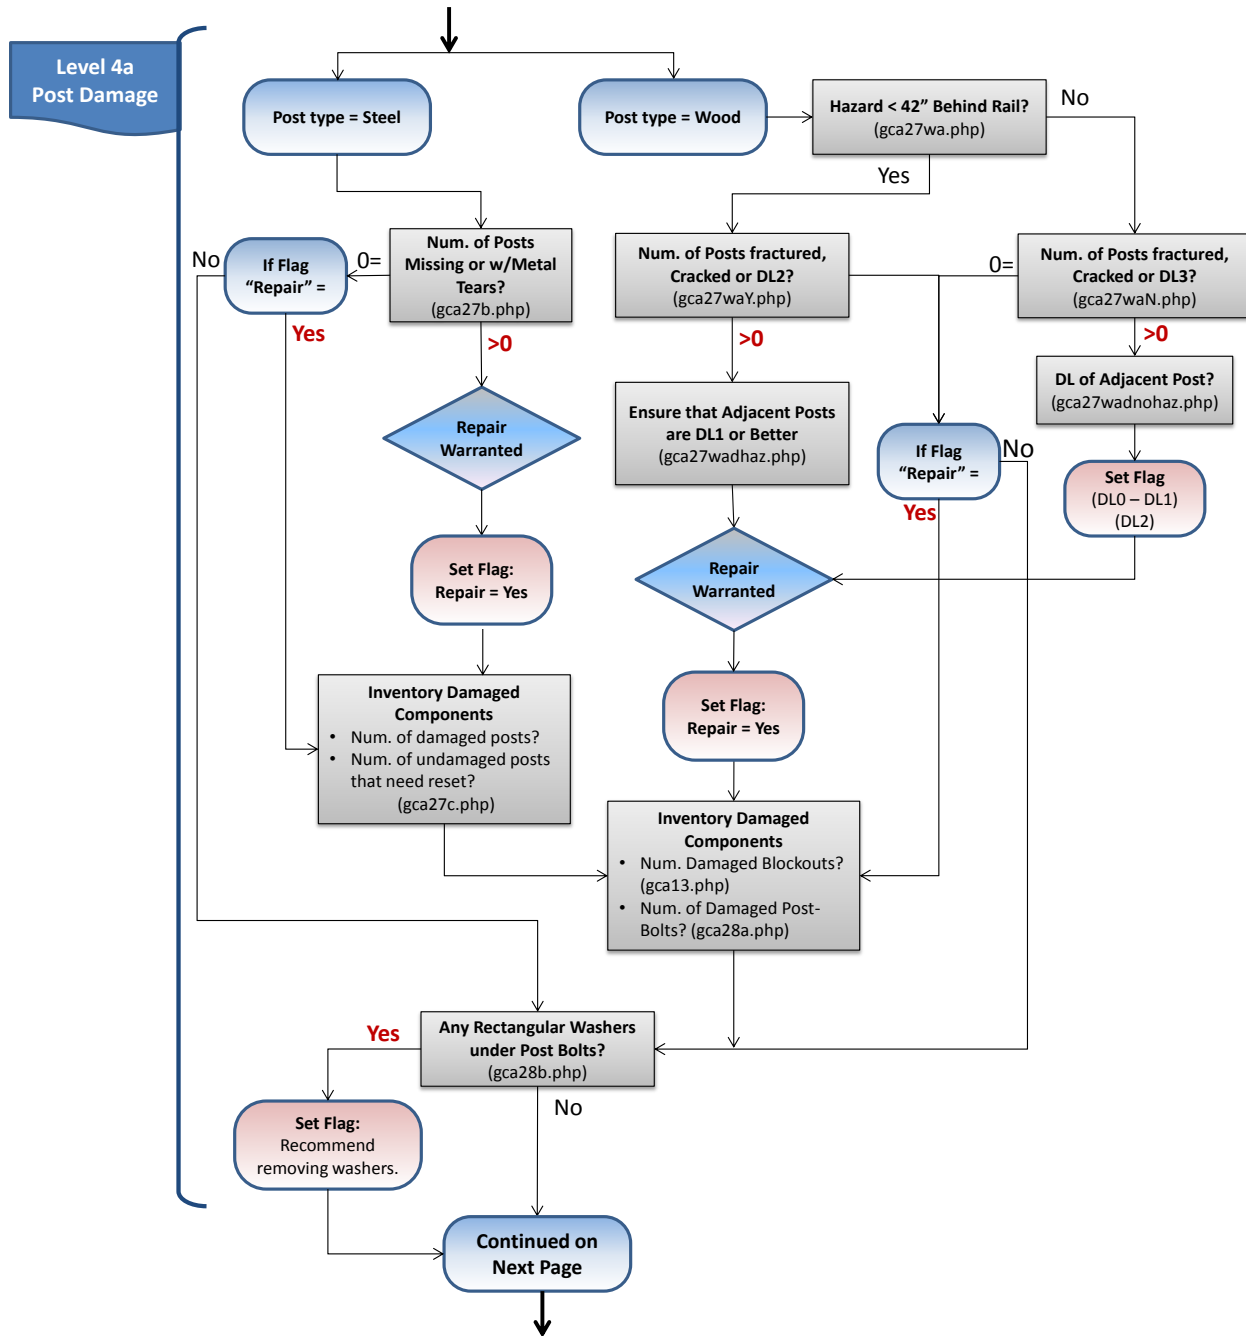 Level 4a
Post Damage
Post type = Steel
Post type = Wood
Hazard < 42” Behind Rail?
(gca27wa.php)
No
Yes
No
If Flag
“Repair” =
0=
Num. of Posts
Missing or w/Metal
Tears?
(gca27b.php)
Num. of Posts fractured,
Cracked or DL2?
(gca27waY.php)
0=
Num. of Posts fractured,
Cracked or DL3?
(gca27waN.php)
Yes
>0
>0
>0
DL of Adjacent Post?
(gca27wadnohaz.php)
Repair
Warranted
Ensure that Adjacent Posts
are DL1 or Better
(gca27wadhaz.php)
If Flag
“Repair” =
No
Yes
Set Flag
(DL0 – DL1)
(DL2)
Set Flag:
Repair = Yes
Repair
Warranted
Inventory Damaged
Components
• Num. of damaged posts?
• Num. of undamaged posts
that need reset?
(gca27c.php)
Set Flag:
Repair = Yes
Inventory Damaged
Components
• Num. Damaged Blockouts?
(gca13.php)
• Num. of Damaged Post-
Bolts? (gca28a.php)
Yes
Any Rectangular Washers
under Post Bolts?
(gca28b.php)
No
Set Flag:
Recommend
removing washers.
Continued on
Next Page